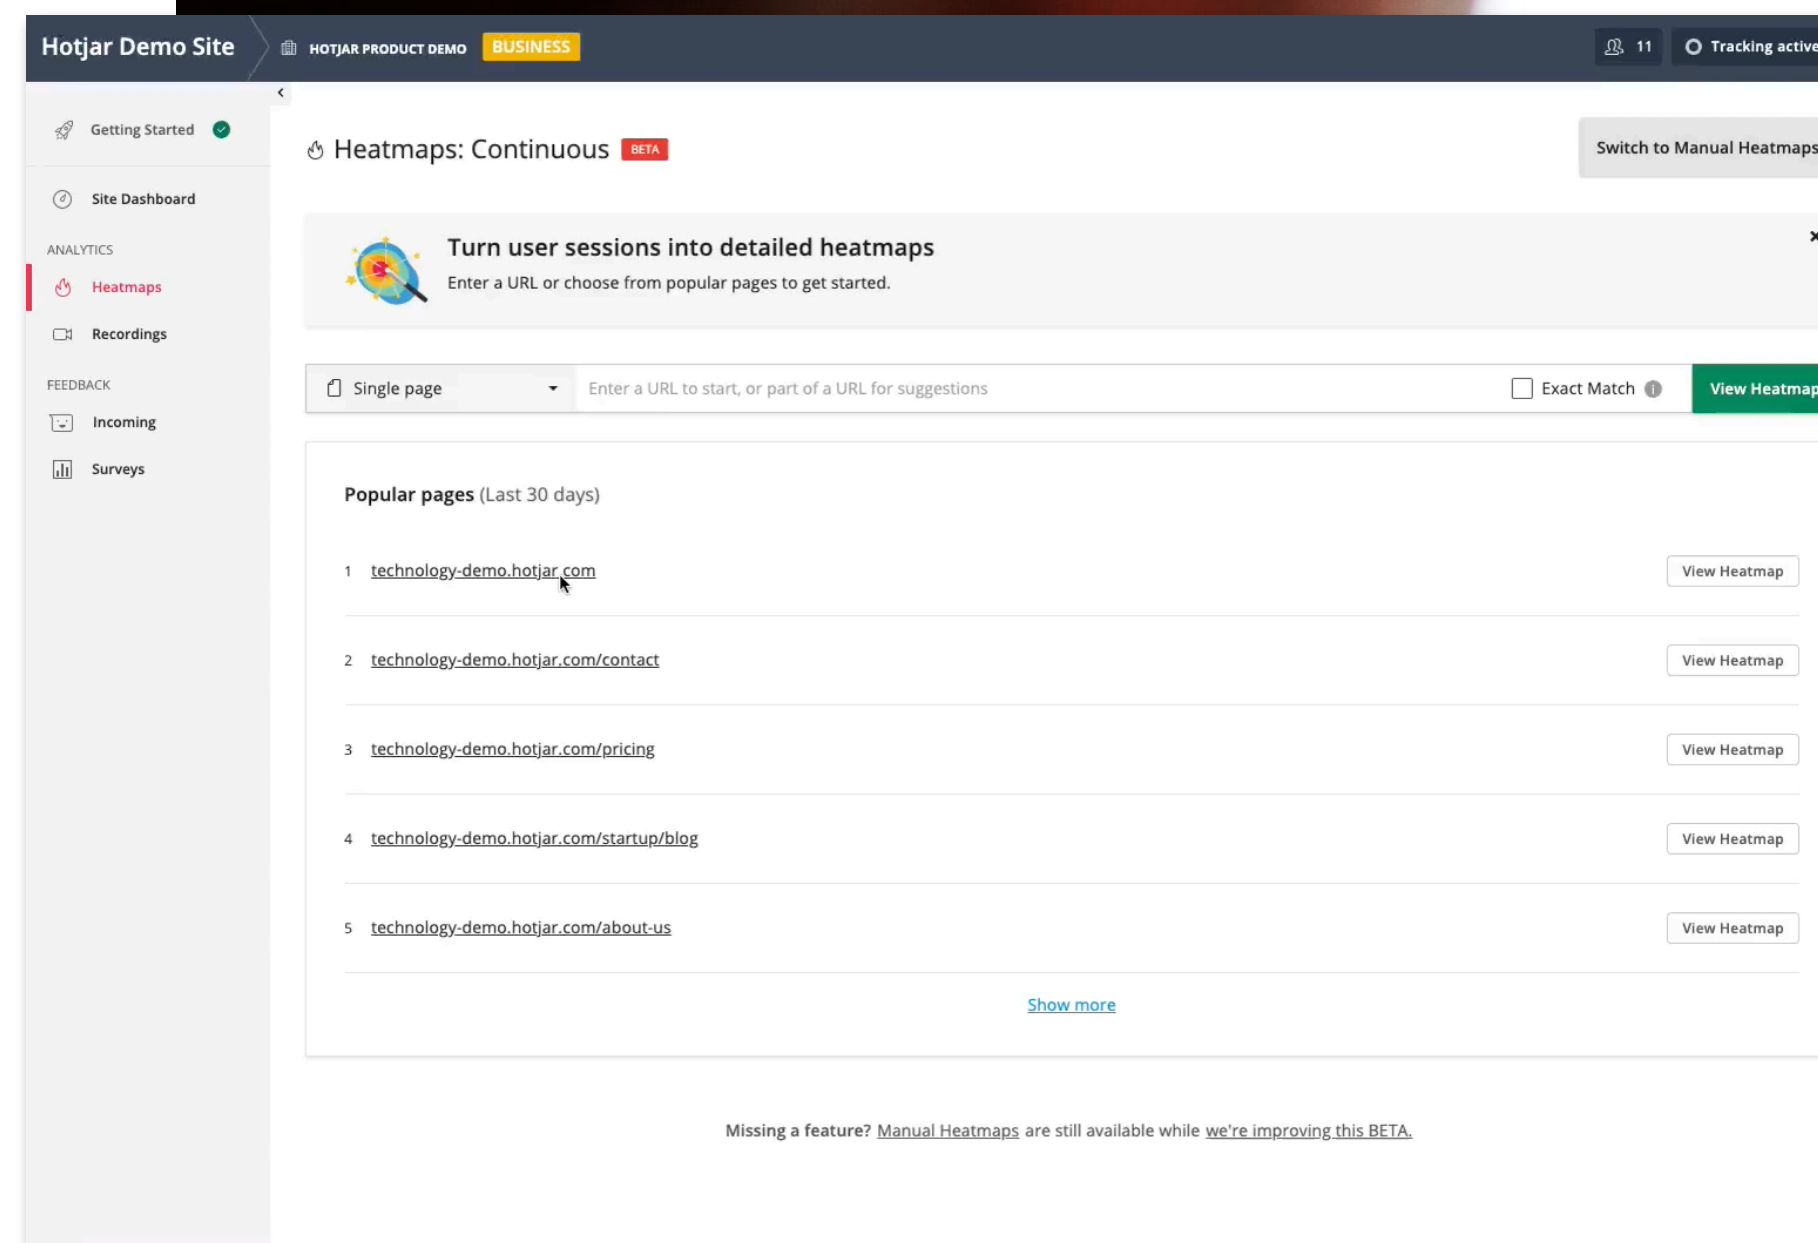 Hotjar Demo Site
HOTJAR PRODUCT DEMO
BUSINESS
11
Tracking active
Getting Started
Site Dashboard
ANALYTICS
Heatmaps
Recordings
FEEDBACK
Incoming
Surveys
Heatmaps: Continuous BETA
Switch to Manual Heatmaps
Turn user sessions into detailed heatmaps
Enter a URL or choose from popular pages to get started.
Single page
Enter a URL to start, or part of a URL for suggestions
Exact Match
View Heatmap
Popular pages (Last 30 days)
1 technology-demo.hotjar.com View Heatmap
2 technology-demo.hotjar.com/contact View Heatmap
3 technology-demo.hotjar.com/pricing View Heatmap
4 technology-demo.hotjar.com/startup/blog View Heatmap
5 technology-demo.hotjar.com/about-us View Heatmap
Show more
Missing a feature? Manual Heatmaps are still available while we're improving this BETA.